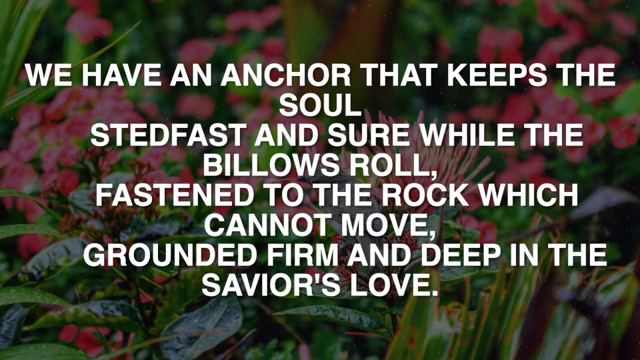 WE HAVE AN ANCHOR THAT KEEPS THE
SOUL
STEDFAST AND SURE WHILE THE
BILLOWS ROLL,
FASTENED TO THE ROCK WHICH
CANNOT MOVE,
GROUNDED FIRM AND DEEP IN THE
SAVIOR'S LOVE.